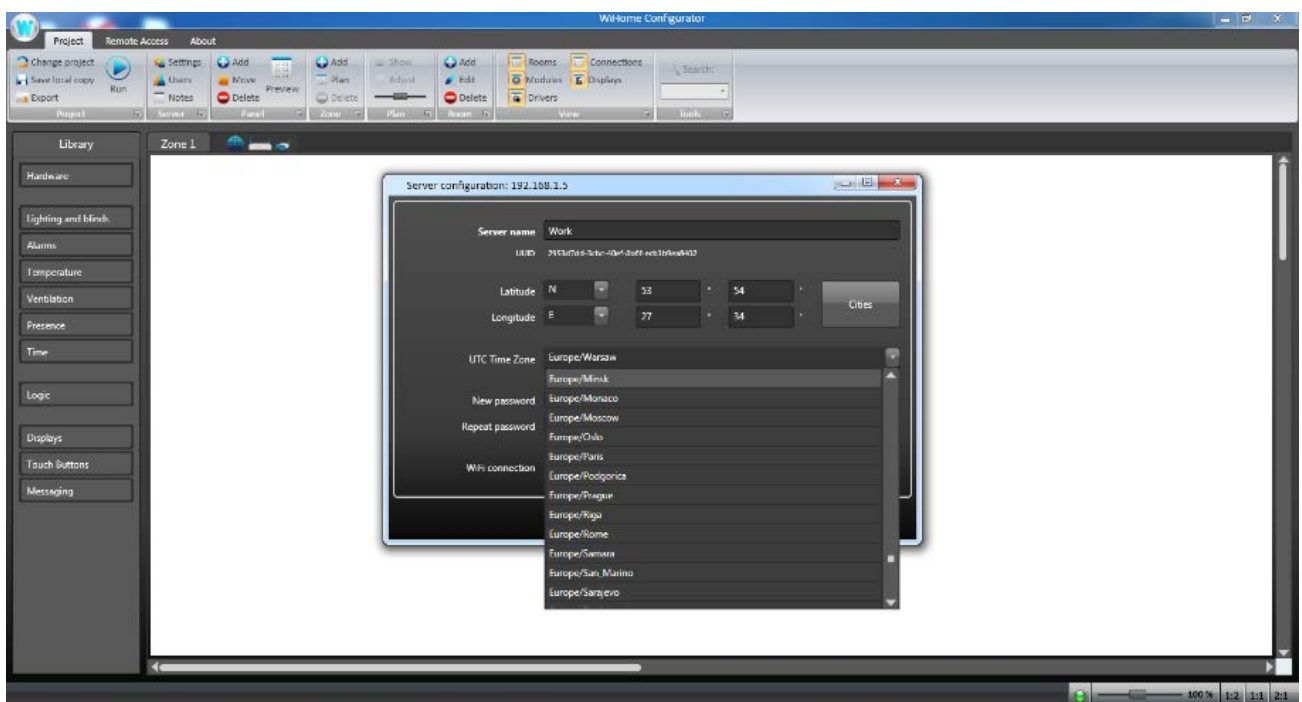 WiHome Configurator
Project Remote Access About
Change project
Save local copy
Export
Run
Project
Settings
Users
Notes
Server
Add
Move
Delete
Preview
Panel
Add
Plan
Delete
Zone
Show
Adjust
Plan
Add
Edit
Delete
Room
Rooms
Modules
Drivers
Connections
Displays
View
Search:
Tools
Library
Zone 1
Hardware
Lighting and blinds
Alarms
Temperature
Ventilation
Presence
Time
Logic
Displays
Touch Buttons
Messaging
Server configuration: 192.168.1.5
Server name Work
UUID
Latitude N 53 ° 54 '
Longitude E 27 ° 34 '
Cities
UTC Time Zone Europe/Warsaw
Europe/Minsk
New password Europe/Monaco
Europe/Moscow
Repeat password
Europe/Oslo
Europe/Paris
WiFi connection
Europe/Podgorica
Europe/Prague
Europe/Riga
Europe/Rome
Europe/Samara
Europe/San_Marino
Europe/Sarajevo
100 % 1:2 1:1 2:1